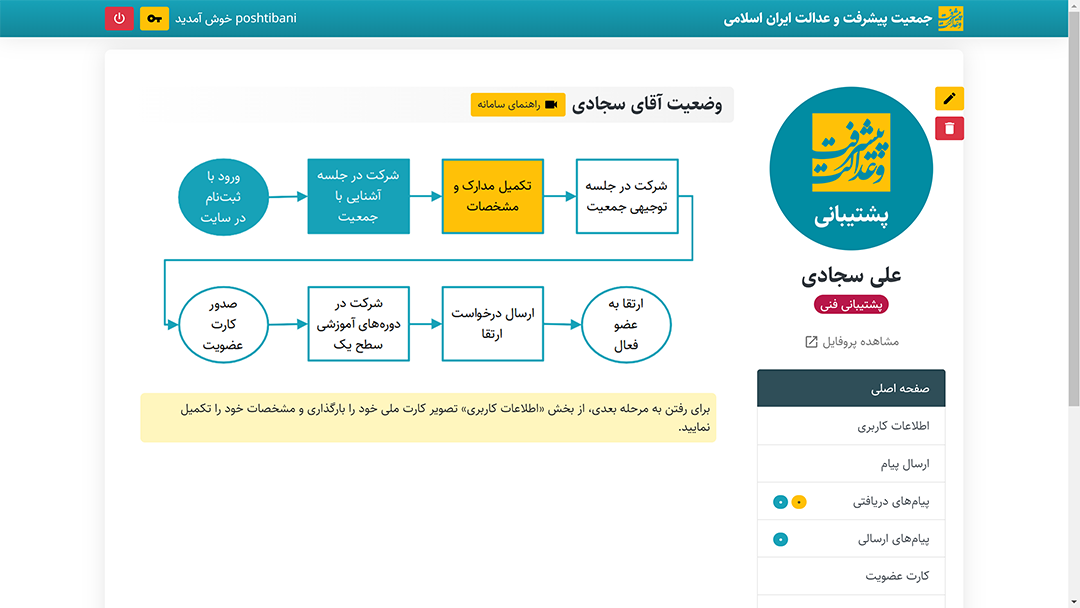 جمعیت پیشرفت و عدالت ایران اسلامی
poshtibani خوش آمدید
پیشرفت
و عدالت
پشتیبانی
علی سجادی
پشتیبانی فنی
مشاهده پروفایل
صفحه اصلی
اطلاعات کاربری
ارسال پیام
پیام‌های دریافتی
۰
۰
پیام‌های ارسالی
۰
کارت عضویت
وضعیت آقای سجادی
راهنمای سامانه
ورود با
ثبت‌نام
در سایت
شرکت در جلسه
آشنایی با
جمعیت
تکمیل مدارک و
مشخصات
شرکت در جلسه
توجیهی جمعیت
صدور
کارت
عضویت
شرکت در
دوره‌های آموزشی
سطح یک
ارسال درخواست
ارتقا
ارتقا به
عضو
فعال
برای رفتن به مرحله بعدی، از بخش «اطلاعات کاربری» تصویر کارت ملی خود را بارگذاری و مشخصات خود را تکمیل
نمایید.